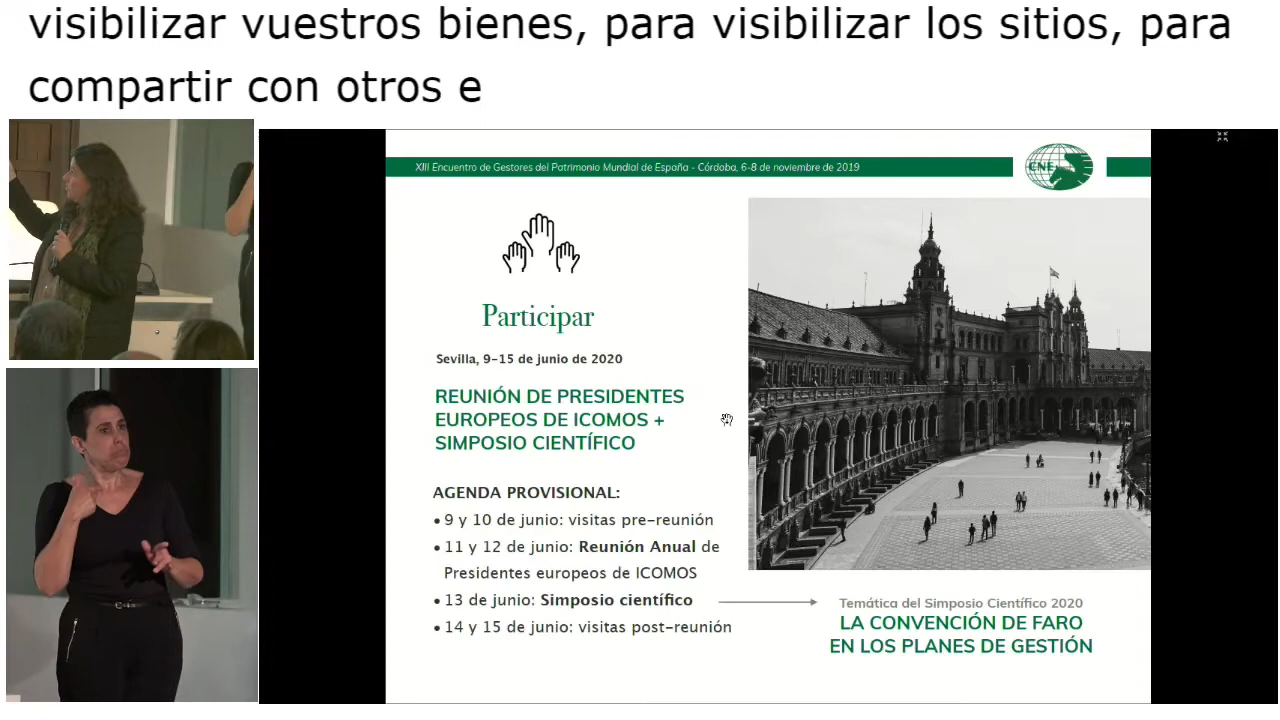 visibilizar vuestros bienes, para visibilizar los sitios, para
compartir con otros e
XIII Encuentro de Gestores del Patrimonio Mundial de España - Córdoba, 6-8 de noviembre de 2019
CNE
Participar
Sevilla, 9-15 de junio de 2020
REUNIÓN DE PRESIDENTES
EUROPEOS DE ICOMOS +
SIMPOSIO CIENTÍFICO
AGENDA PROVISIONAL:
• 9 y 10 de junio: visitas pre-reunión
• 11 y 12 de junio: Reunión Anual de
Presidentes europeos de ICOMOS
• 13 de junio: Simposio científico
• 14 y 15 de junio: visitas post-reunión
Temática del Simposio Científico 2020
LA CONVENCIÓN DE FARO
EN LOS PLANES DE GESTIÓN